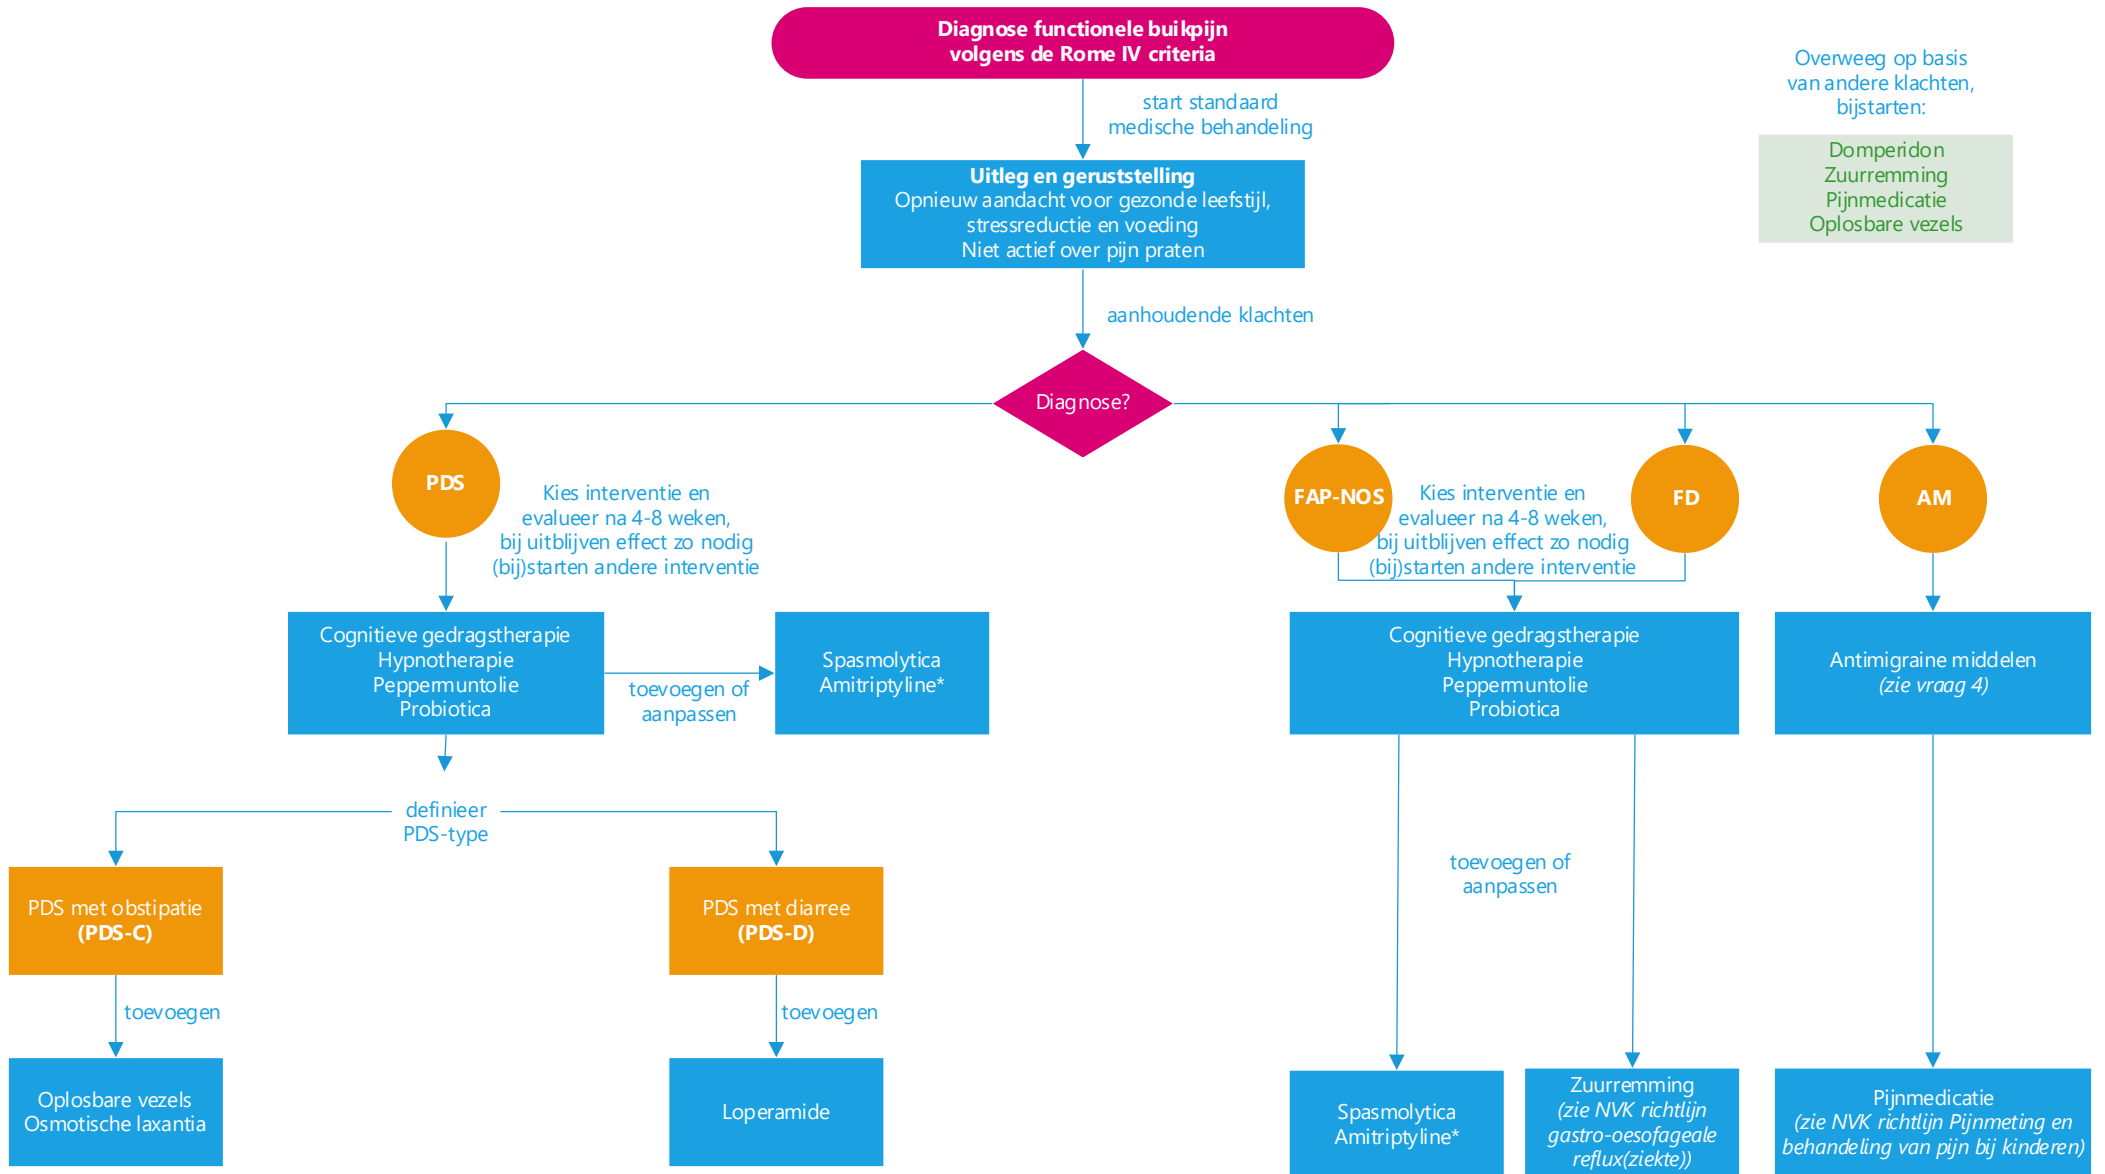 Diagnose functionele buikpijn
volgens de Rome IV criteria
Overweeg op basis
van andere klachten,
bijstarten:
Domperidon
Zuurremming
Pijnmedicatie
Oplosbare vezels
start standaard
medische behandeling
Uitleg en geruststelling
Opnieuw aandacht voor gezonde leefstijl,
stressreductie en voeding
Niet actief over pijn praten
aanhoudende klachten
Diagnose?
PDS
Kies interventie en
evalueer na 4-8 weken,
bij uitblijven effect zo nodig
(bij)starten andere interventie
FAP-NOS
Kies interventie en
evalueer na 4-8 weken,
bij uitblijven effect zo nodig
(bij)starten andere interventie
FD
AM
Cognitieve gedragstherapie
Hypnotherapie
Peppermuntolie
Probiotica
toevoegen of
aanpassen
Spasmolytica
Amitriptyline*
Cognitieve gedragstherapie
Hypnotherapie
Peppermuntolie
Probiotica
Antimigraine middelen
(zie vraag 4)
definieer
PDS-type
toevoegen of
aanpassen
PDS met obstipatie
(PDS-C)
PDS met diarree
(PDS-D)
toevoegen
toevoegen
Oplosbare vezels
Osmotische laxantia
Loperamide
Spasmolytica
Amitriptyline*
Zuurremming
(zie NVK richtlijn
gastro-oesofageale
reflux(ziekte))
Pijnmedicatie
(zie NVK richtlijn Pijnmeting en
behandeling van pijn bij kinderen)